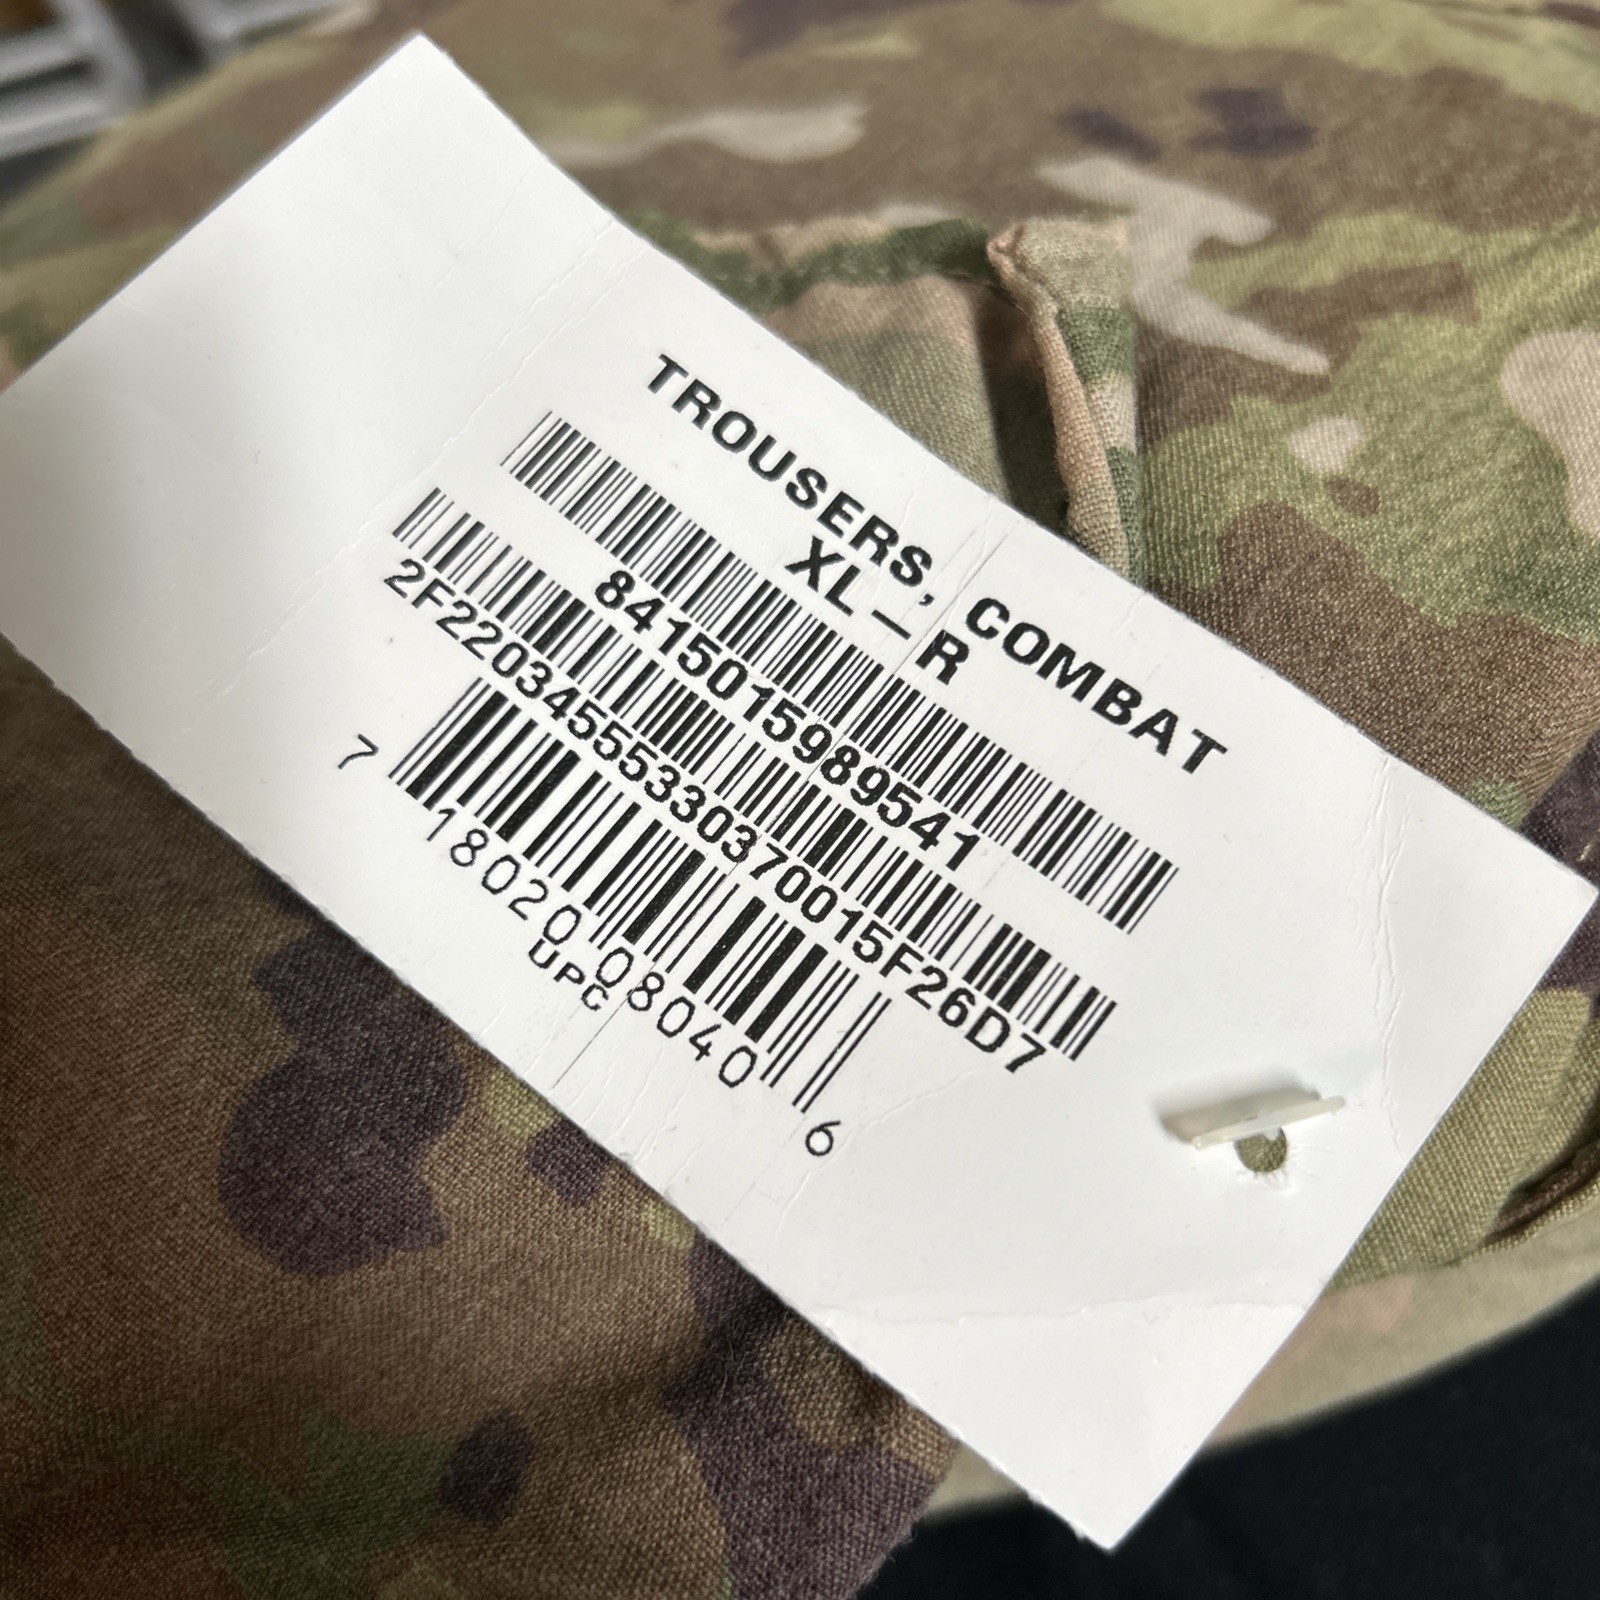 TROUSERS, COMBAT
XL-R
8415015989541
2F22034555330370015F26D7
7 18020 08040 6
UPC